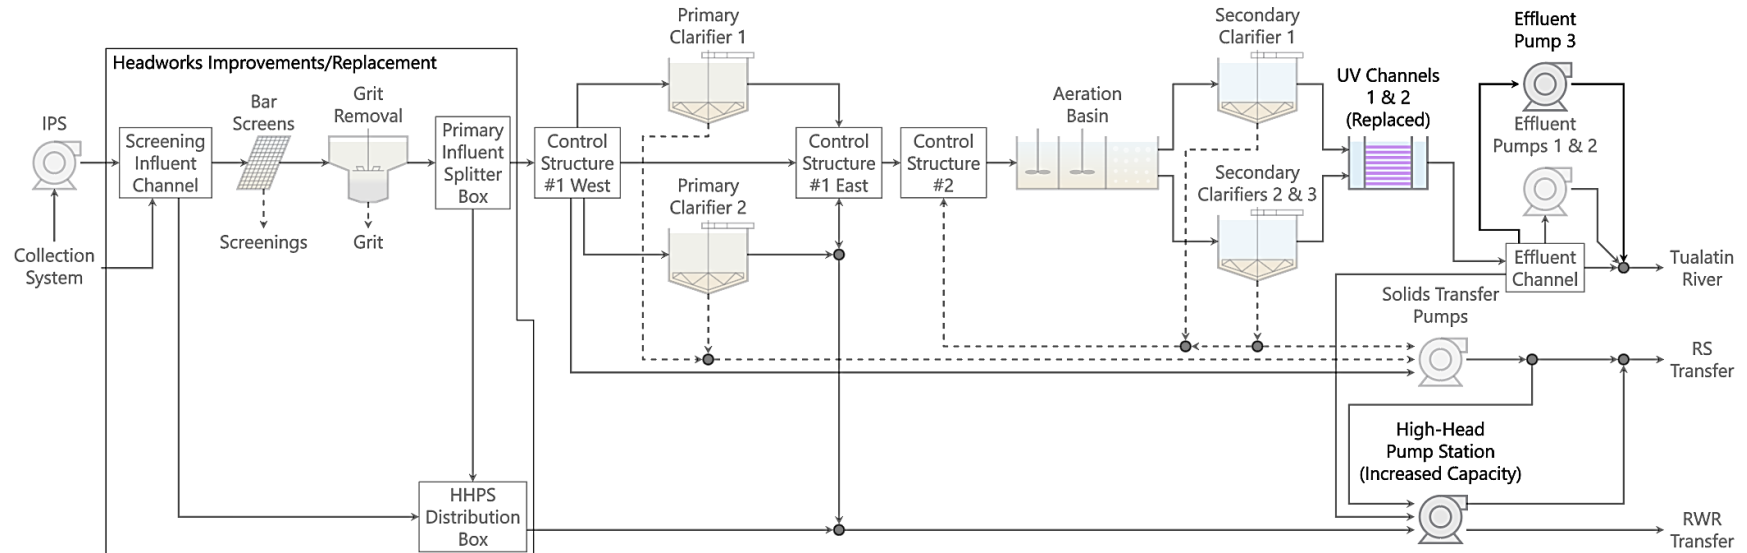 Headworks Improvements/Replacement
IPS
Collection
System
Screening
Influent
Channel
Bar
Screens
Screenings
Grit
Removal
Grit
Primary
Influent
Splitter
Box
HHPS
Distribution
Box
Control
Structure
#1 West
Primary
Clarifier 1
Primary
Clarifier 2
Control
Structure
#1 East
Control
Structure
#2
Aeration
Basin
Secondary
Clarifier 1
Secondary
Clarifiers 2 & 3
UV Channels
1 & 2
(Replaced)
Effluent
Pump 3
Effluent
Pumps 1 & 2
Effluent
Channel
Tualatin
River
Solids Transfer
Pumps
RS
Transfer
High-Head
Pump Station
(Increased Capacity)
RWR
Transfer